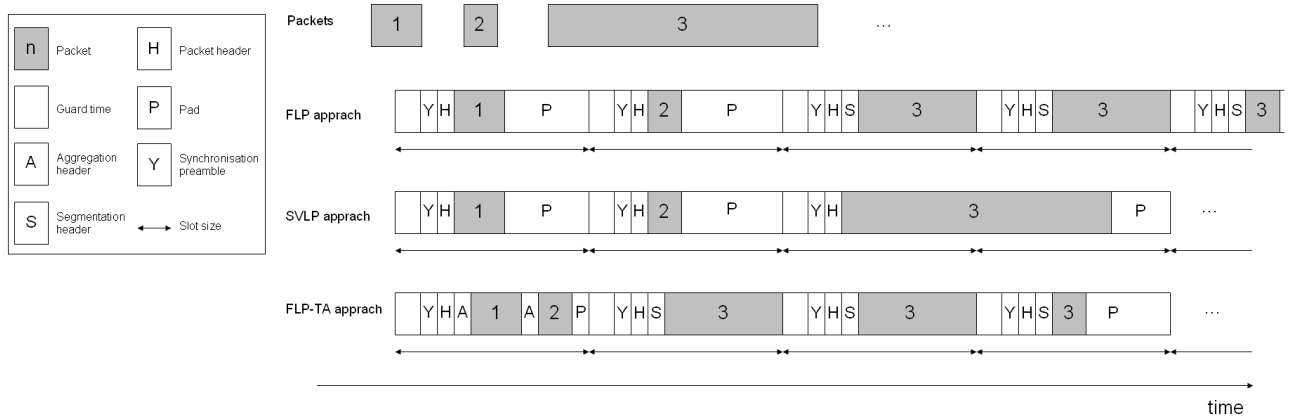 n Packet H Packet header
Guard time P Pad
A Aggregation header Y Synchronisation preamble
S Segmentation header Slot size
Packets 1 2 3 ...
FLP apprach Y H 1 P Y H 2 P Y H S 3 Y H S 3 Y H S 3
SVLP apprach Y H 1 P Y H 2 P Y H 3 P ...
FLP-TA apprach Y H A 1 A 2 P Y H S 3 Y H S 3 Y H S 3 P ...
time